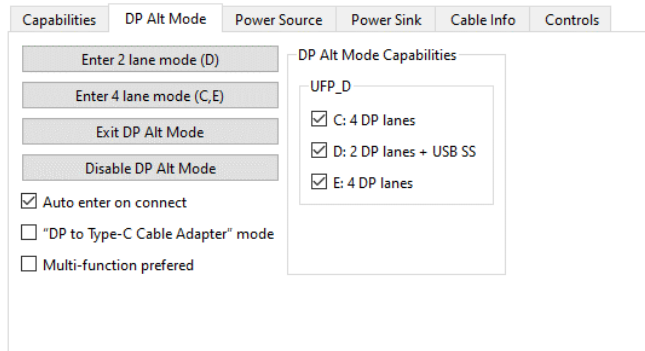 Capabilities DP Alt Mode Power Source Power Sink Cable Info Controls
Enter 2 lane mode (D)
Enter 4 lane mode (C,E)
Exit DP Alt Mode
Disable DP Alt Mode
Auto enter on connect
"DP to Type-C Cable Adapter" mode
Multi-function prefered
DP Alt Mode Capabilities
UFP_D
C: 4 DP lanes
D: 2 DP lanes + USB SS
E: 4 DP lanes